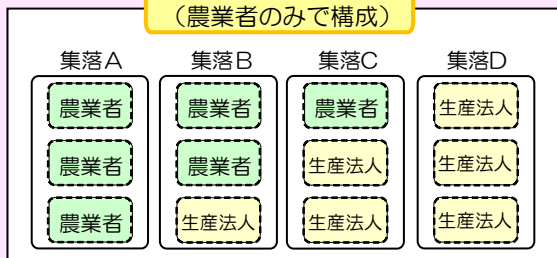 （農業者のみで構成）
集落A 集落B 集落C 集落D
農業者 農業者 農業者 生産法人
農業者 農業者 生産法人 生産法人
農業者 生産法人 生産法人 生産法人